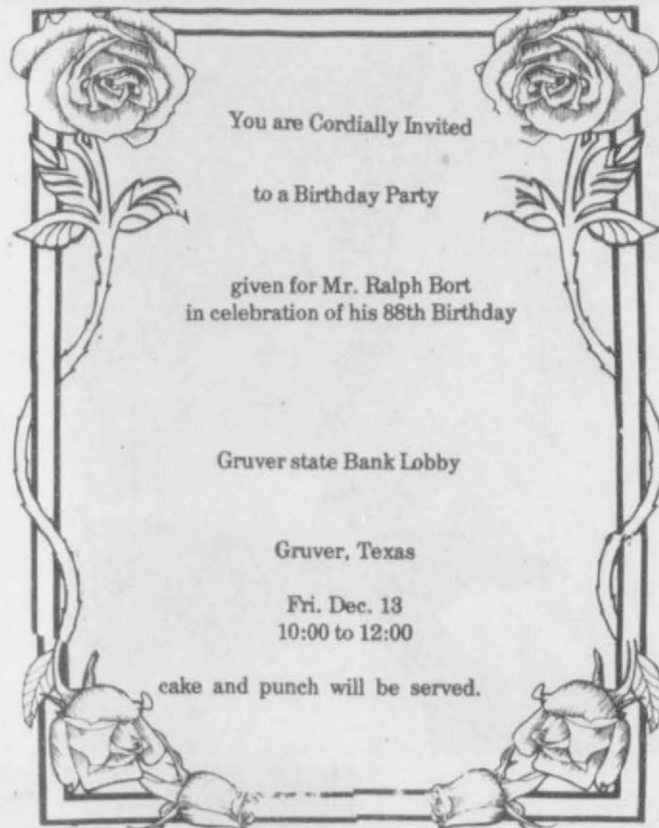 You are Cordially Invited
to a Birthday Party
given for Mr. Ralph Bort
in celebration of his 88th Birthday
Gruver state Bank Lobby
Gruver, Texas
Fri. Dec. 13
10:00 to 12:00
cake and punch will be served.